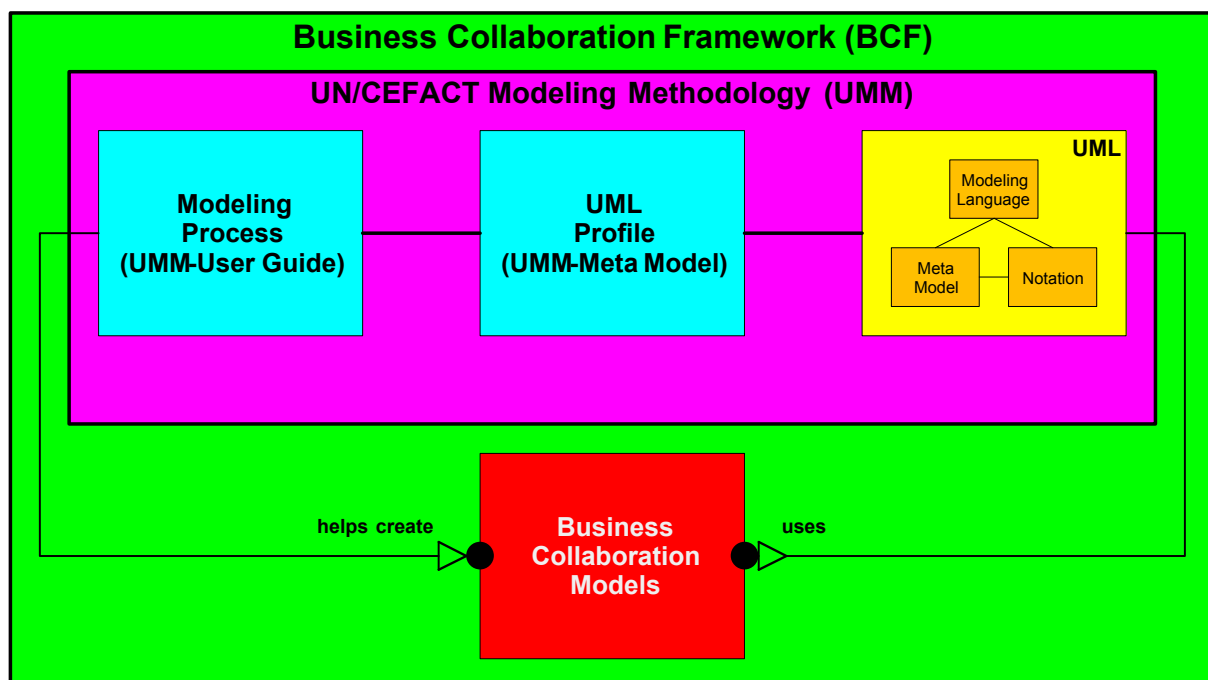 Business Collaboration Framework (BCF)
UN/CEFACT Modeling Methodology (UMM)
Modeling
Process
(UMM-User Guide)
UML
Profile
(UMM-Meta Model)
UML
Modeling
Language
Meta
Model
Notation
helps create
Business
Collaboration
Models
uses